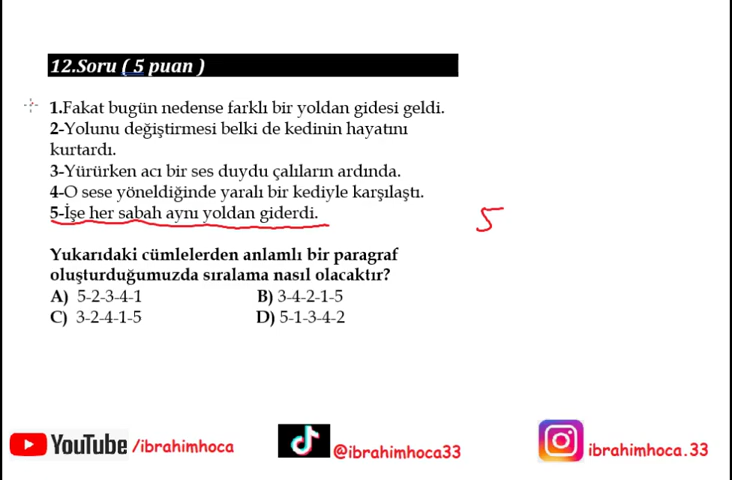 12.Soru ( 5 puan )
1.Fakat bugün nedense farklı bir yoldan gidesi geldi.
2-Yolunu değiştirmesi belki de kedinin hayatını
kurtardı.
3-Yürürken acı bir ses duydu çalıların ardında.
4-O sese yöneldiğinde yaralı bir kediyle karşılaştı.
5-İşe her sabah aynı yoldan giderdi.
5
Yukarıdaki cümlelerden anlamlı bir paragraf
oluşturduğumuzda sıralama nasıl olacaktır?
A) 5-2-3-4-1 B) 3-4-2-1-5
C) 3-2-4-1-5 D) 5-1-3-4-2
YouTube /ibrahimhoca @ibrahimhoca33 ibrahimhoca.33